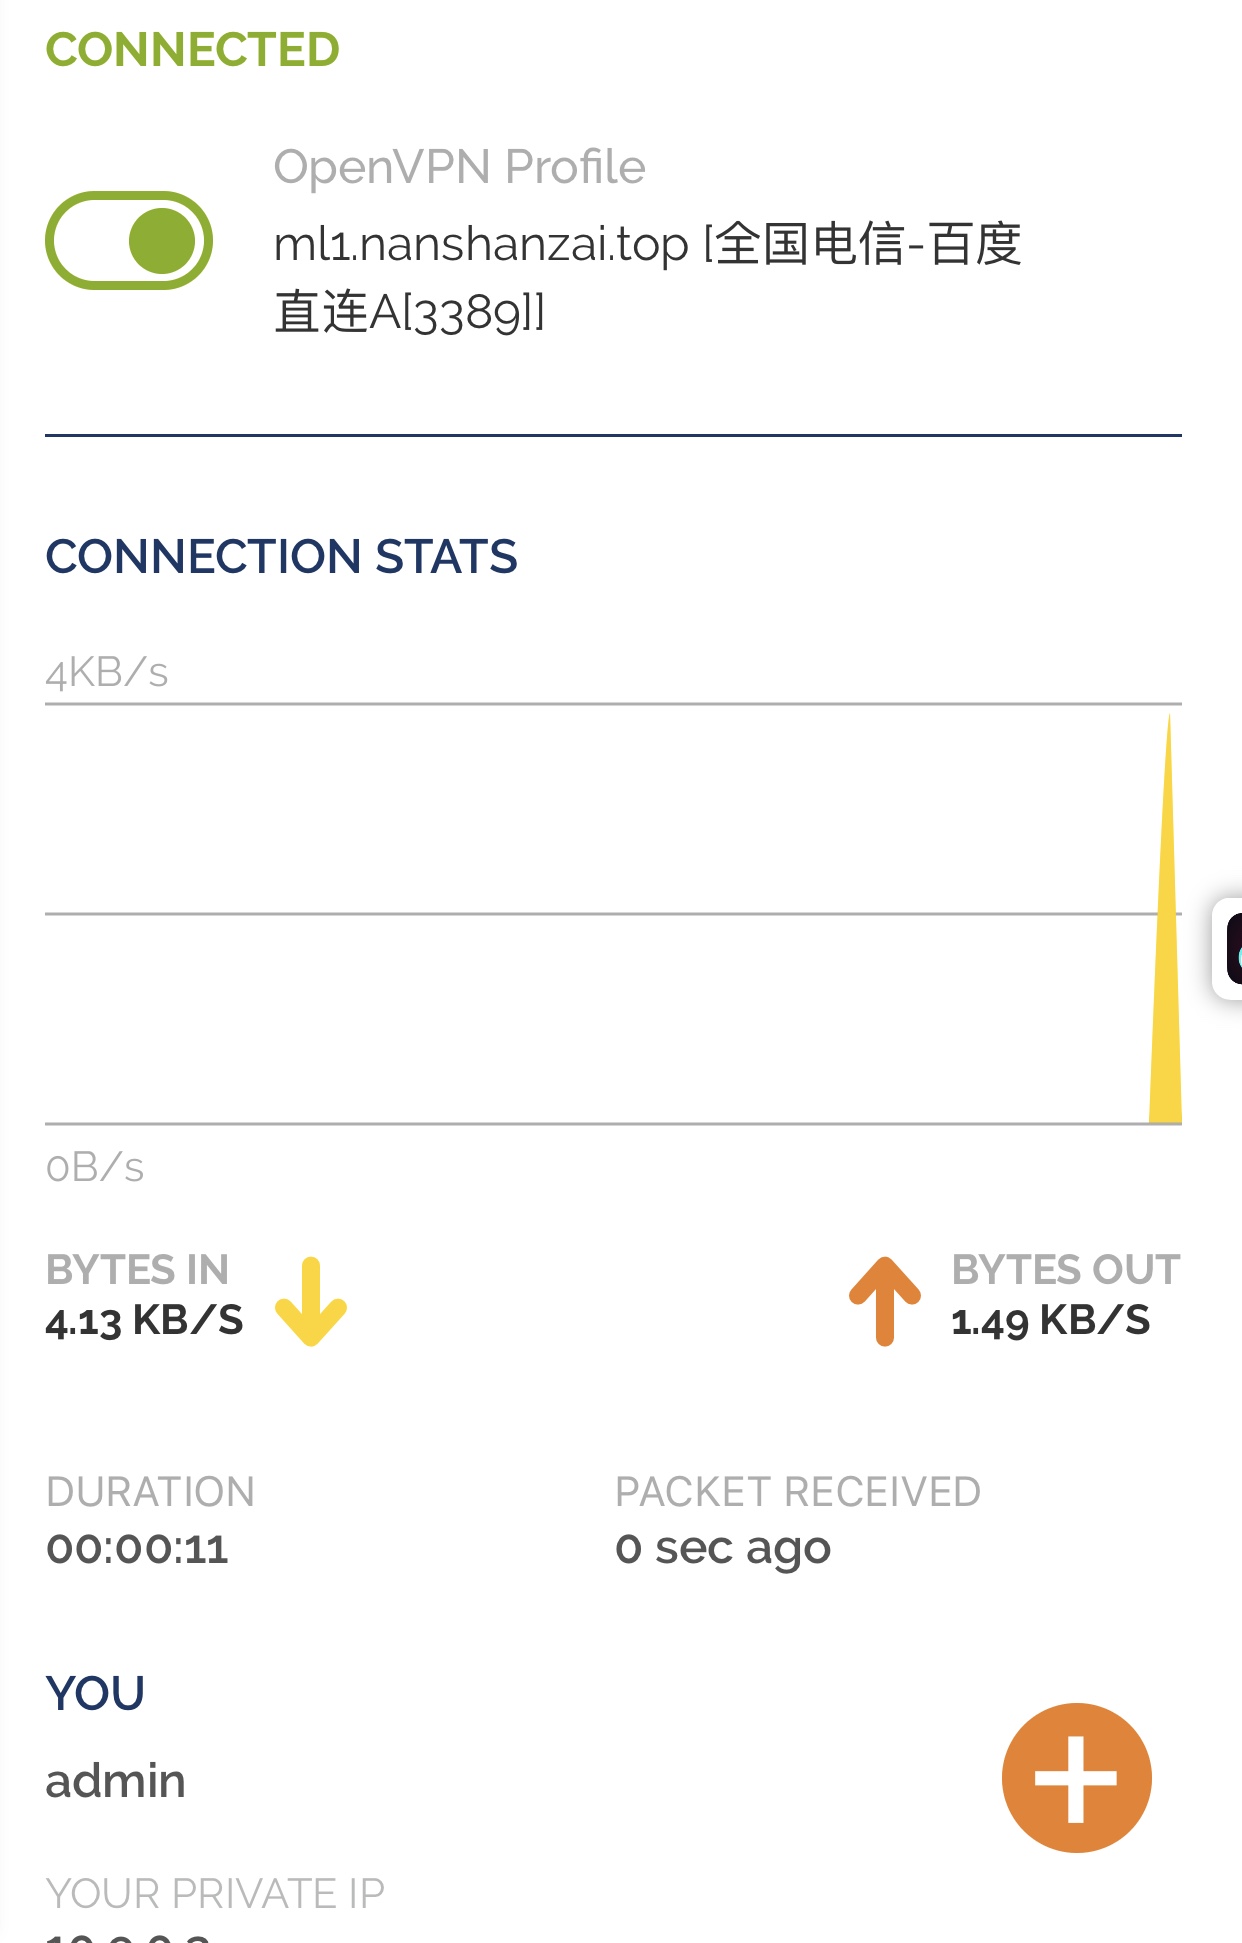 CONNECTED
OpenVPN Profile
ml1.nanshanzai.top [全国电信-百度
直连A[3389]]
CONNECTION STATS
4KB/s
0B/s
BYTES IN
4.13 KB/S
BYTES OUT
1.49 KB/S
DURATION
00:00:11
PACKET RECEIVED
0 sec ago
YOU
admin
YOUR PRIVATE IP